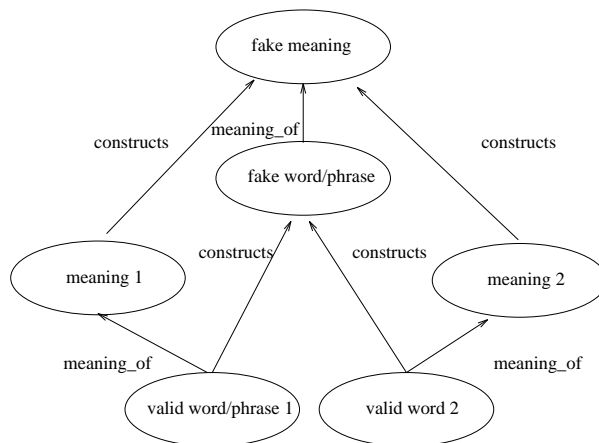 fake meaning
meaning_of
constructs
constructs
fake word/phrase
constructs
constructs
meaning 1
meaning 2
meaning_of
meaning_of
valid word/phrase 1
valid word 2